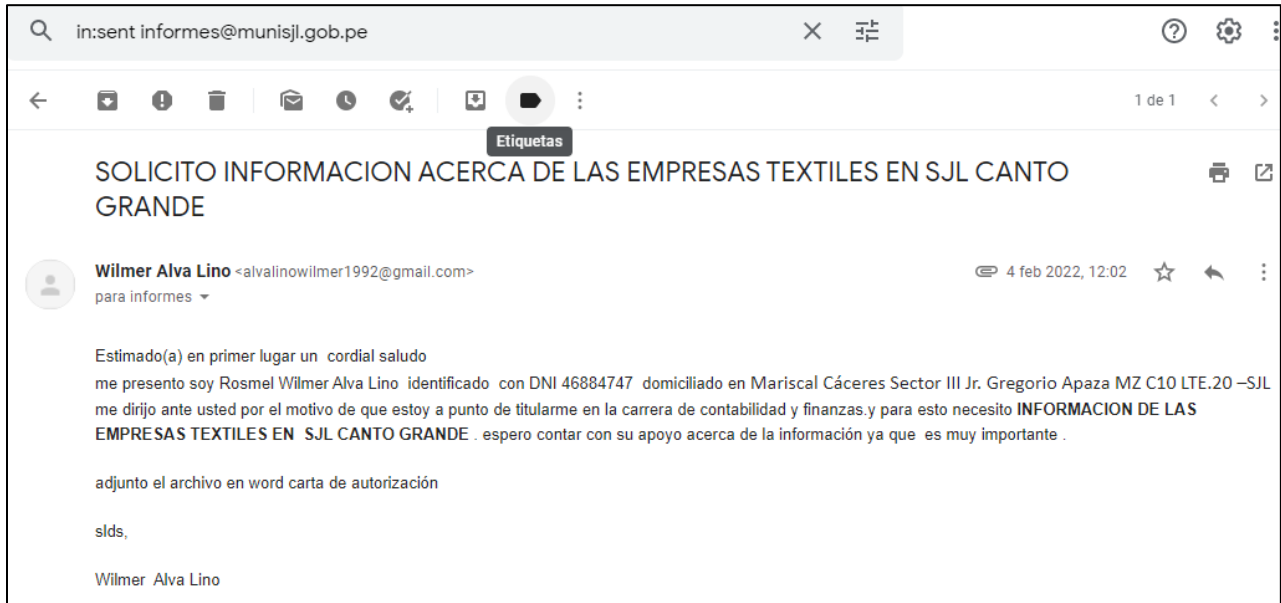 in:sent informes@munisjl.gob.pe
1 de 1
Etiquetas
SOLICITO INFORMACION ACERCA DE LAS EMPRESAS TEXTILES EN SJL CANTO
GRANDE
Wilmer Alva Lino <alvalinowilmer1992@gmail.com> 4 feb 2022, 12:02
para informes
Estimado(a) en primer lugar un cordial saludo
me presento soy Rosmel Wilmer Alva Lino identificado con DNI 46884747 domiciliado en Mariscal Cáceres Sector III Jr. Gregorio Apaza MZ C10 LTE.20 –SJL
me dirijo ante usted por el motivo de que estoy a punto de titularme en la carrera de contabilidad y finanzas.y para esto necesito INFORMACION DE LAS
EMPRESAS TEXTILES EN SJL CANTO GRANDE . espero contar con su apoyo acerca de la información ya que es muy importante .
adjunto el archivo en word carta de autorización
slds,
Wilmer Alva Lino